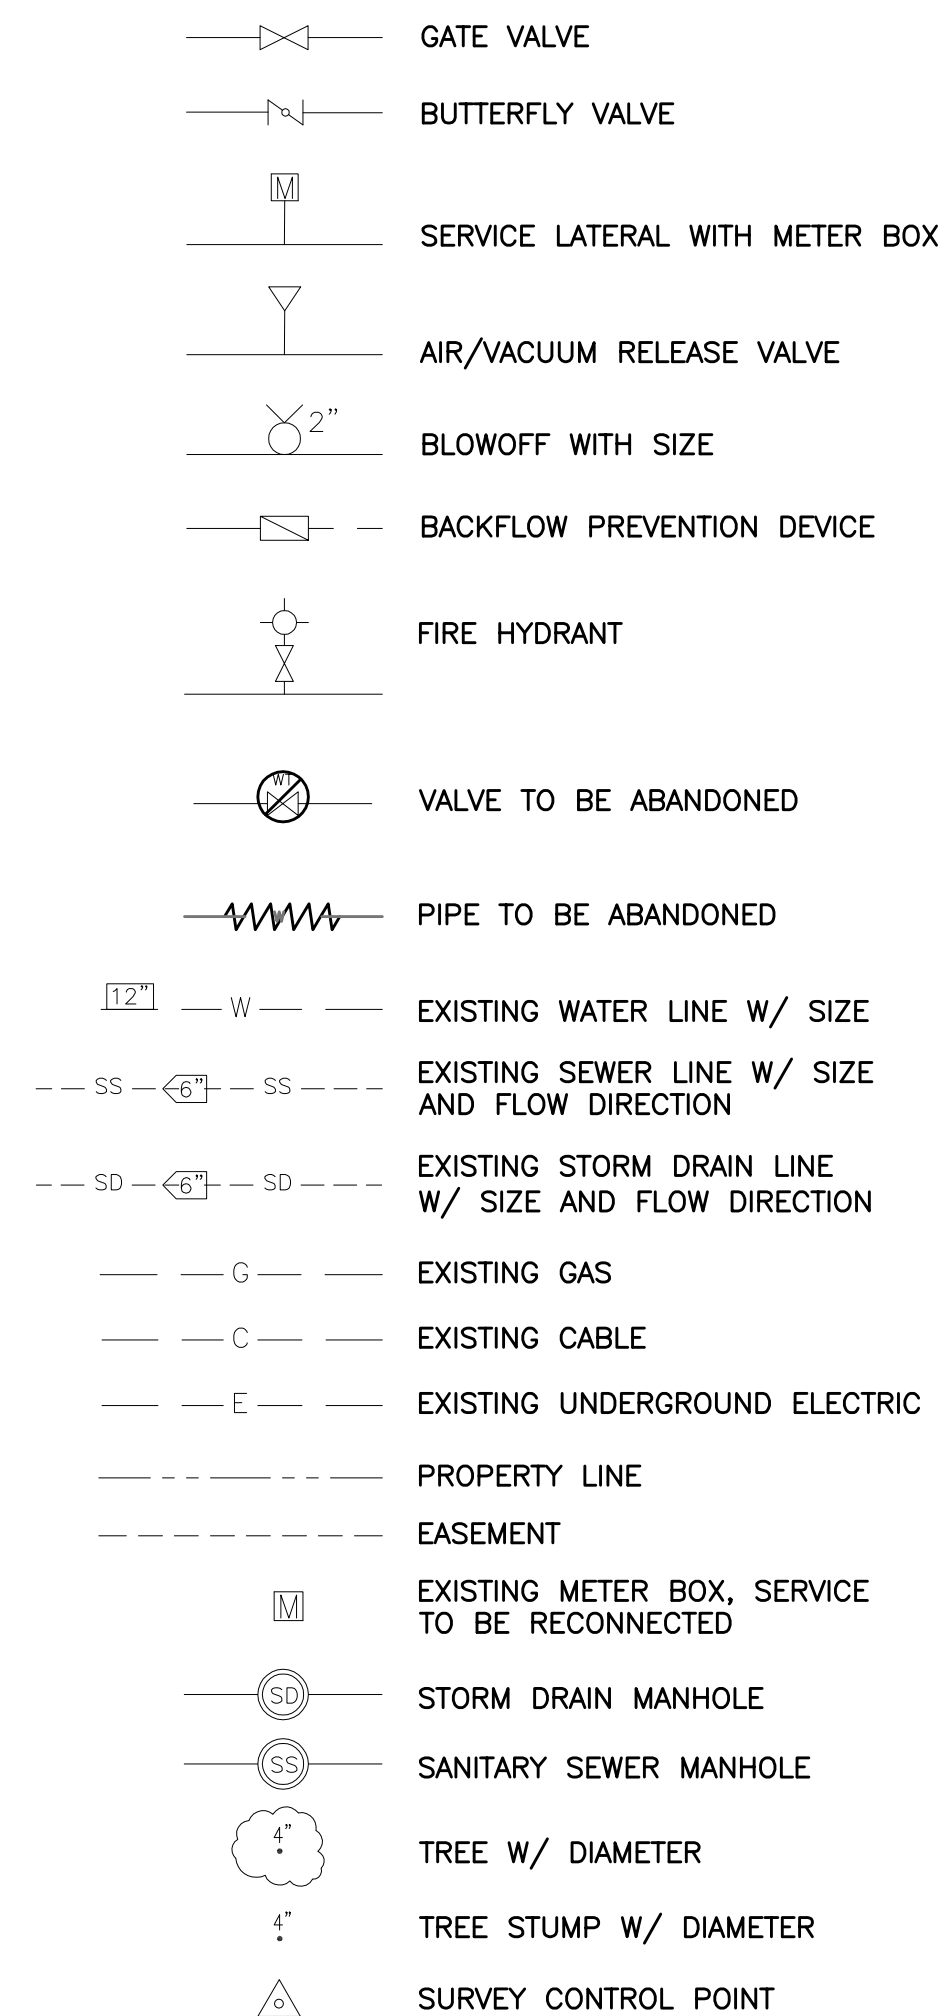 GATE VALVE
BUTTERFLY VALVE
M
SERVICE LATERAL WITH METER BOX
AIR/VACUUM RELEASE VALVE
2"
BLOWOFF WITH SIZE
BACKFLOW PREVENTION DEVICE
FIRE HYDRANT
WT
VALVE TO BE ABANDONED
W PIPE TO BE ABANDONED
12" W EXISTING WATER LINE W/ SIZE
SS 6" SS EXISTING SEWER LINE W/ SIZE
AND FLOW DIRECTION
SD 6" SD EXISTING STORM DRAIN LINE
W/ SIZE AND FLOW DIRECTION
G EXISTING GAS
C EXISTING CABLE
E EXISTING UNDERGROUND ELECTRIC
PROPERTY LINE
EASEMENT
M EXISTING METER BOX, SERVICE
TO BE RECONNECTED
SD STORM DRAIN MANHOLE
SS SANITARY SEWER MANHOLE
4"
TREE W/ DIAMETER
4" TREE STUMP W/ DIAMETER
SURVEY CONTROL POINT